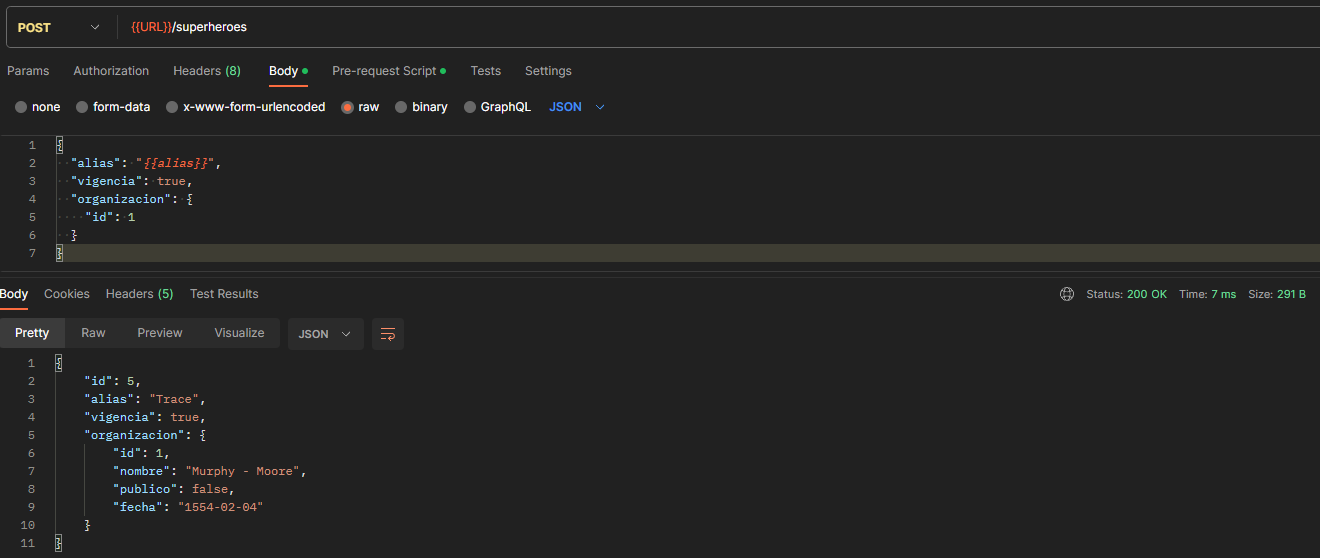 POST {{URL}}/superheroes
Params Authorization Headers (8) Body Pre-request Script Tests Settings
none form-data x-www-form-urlencoded raw binary GraphQL JSON
1 {
2 "alias": "{{alias}}",
3 "vigencia": true,
4 "organizacion": {
5 "id": 1
6 }
7 }
Body Cookies Headers (5) Test Results Status: 200 OK Time: 7 ms Size: 291 B
Pretty Raw Preview Visualize JSON
1 {
2 "id": 5,
3 "alias": "Trace",
4 "vigencia": true,
5 "organizacion": {
6 "id": 1,
7 "nombre": "Murphy - Moore",
8 "publico": false,
9 "fecha": "1554-02-04"
10 }
11 }